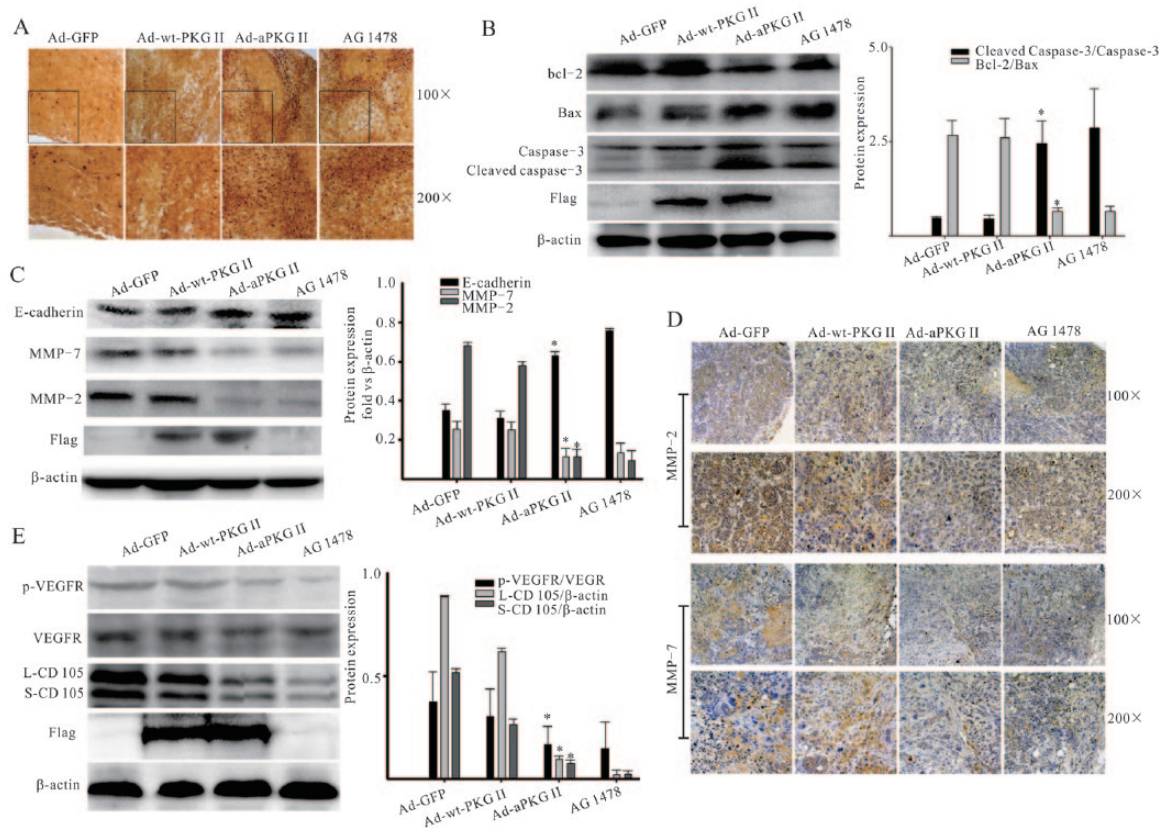 A
Ad-GFP Ad-wt-PKG II Ad-aPKG II AG 1478
100×
200×
B
Ad-GFP Ad-wt-PKG II Ad-aPKG II AG 1478
bcl-2
Bax
Caspase-3
Cleaved caspase-3
Flag
β-actin
Protein expression
5.0
2.5
Cleaved Caspase-3/Caspase-3
Bcl-2/Bax
* *
Ad-GFP Ad-wt-PKG II Ad-aPKG II AG 1478
C
Ad-GFP Ad-wt-PKG II Ad-aPKG II AG 1478
E-cadherin
MMP-7
MMP-2
Flag
β-actin
Protein expression
fold vs β-actin
1.0
0.8
0.6
0.4
0.2
E-cadherin
MMP-7
MMP-2
* * *
Ad-GFP Ad-wt-PKG II Ad-aPKG II AG 1478
D
Ad-GFP Ad-wt-PKG II Ad-aPKG II AG 1478
MMP-2
100×
200×
MMP-7
100×
200×
E
Ad-GFP Ad-wt-PKG II Ad-aPKG II AG 1478
p-VEGFR
VEGFR
L-CD 105
S-CD 105
Flag
β-actin
Protein expression
1.0
0.5
p-VEGFR/VEGR
L-CD 105/β-actin
S-CD 105/β-actin
* * *
Ad-GFP Ad-wt-PKG II Ad-aPKG II AG 1478